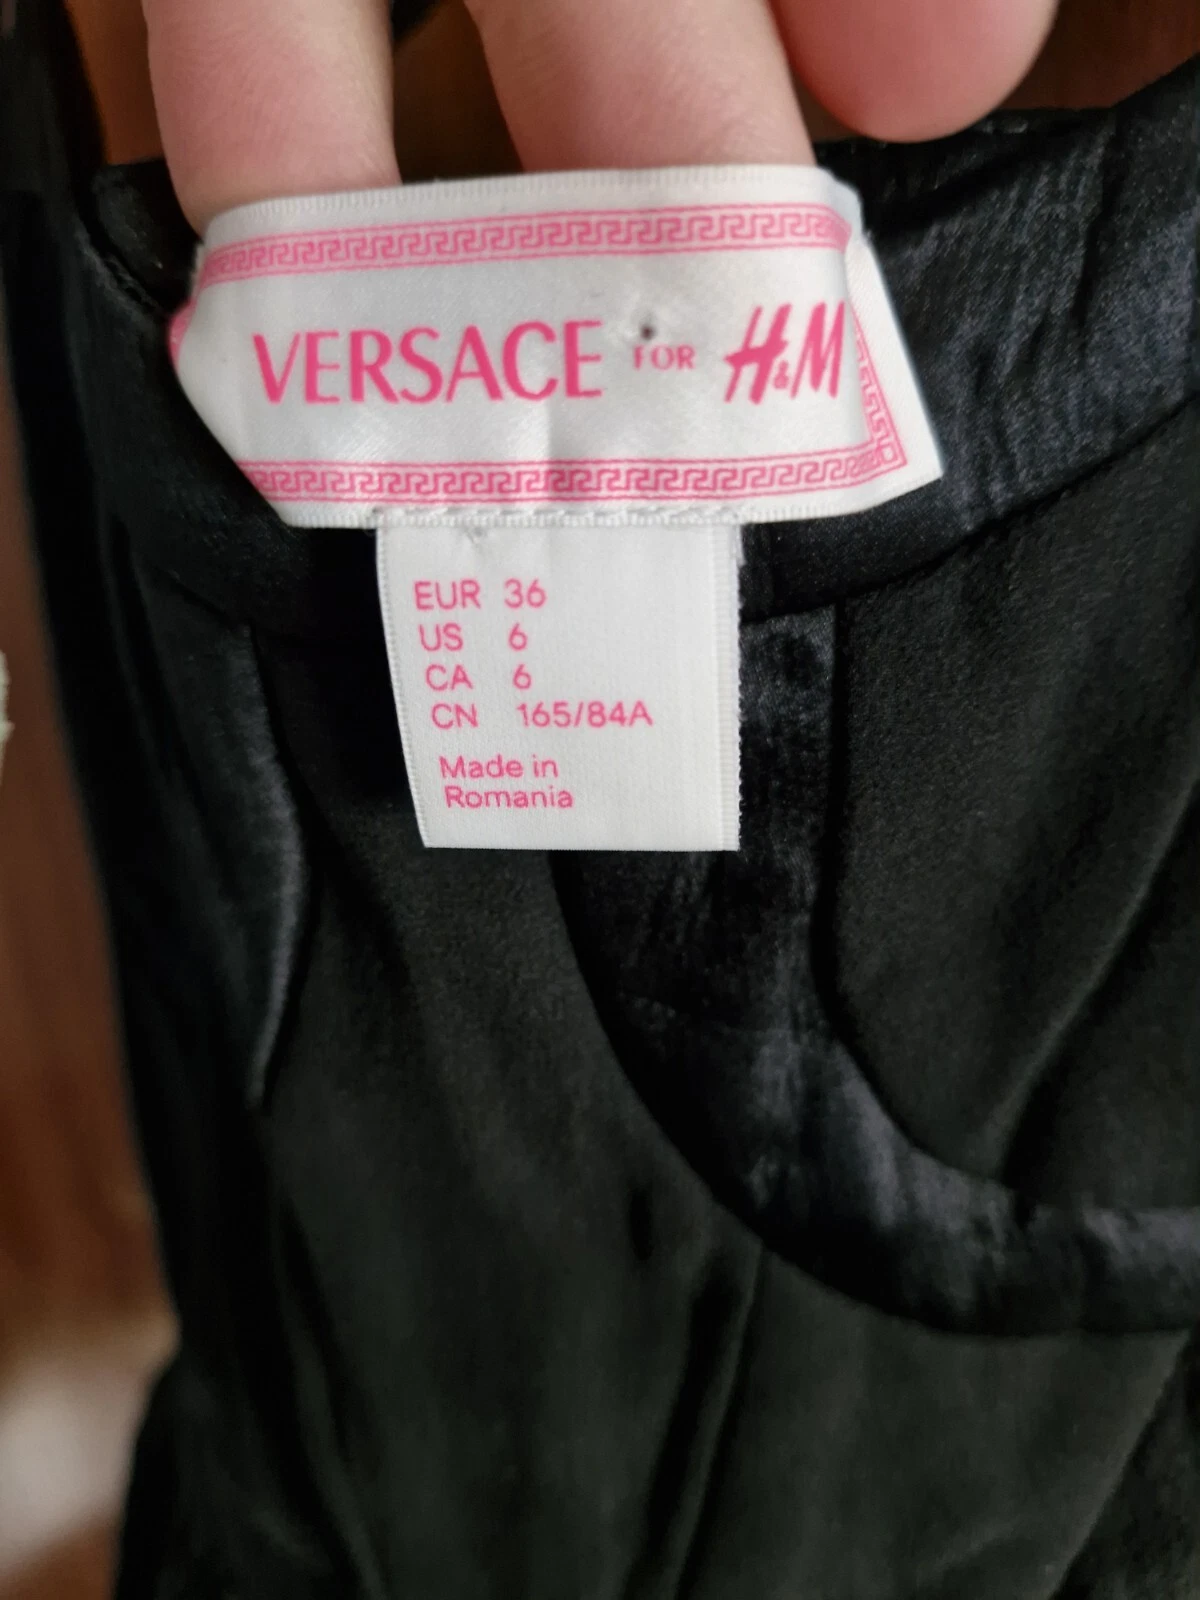 VERSACE FOR H&M
EUR 36
US 6
CA 6
CN 165/84A
Made in
Romania